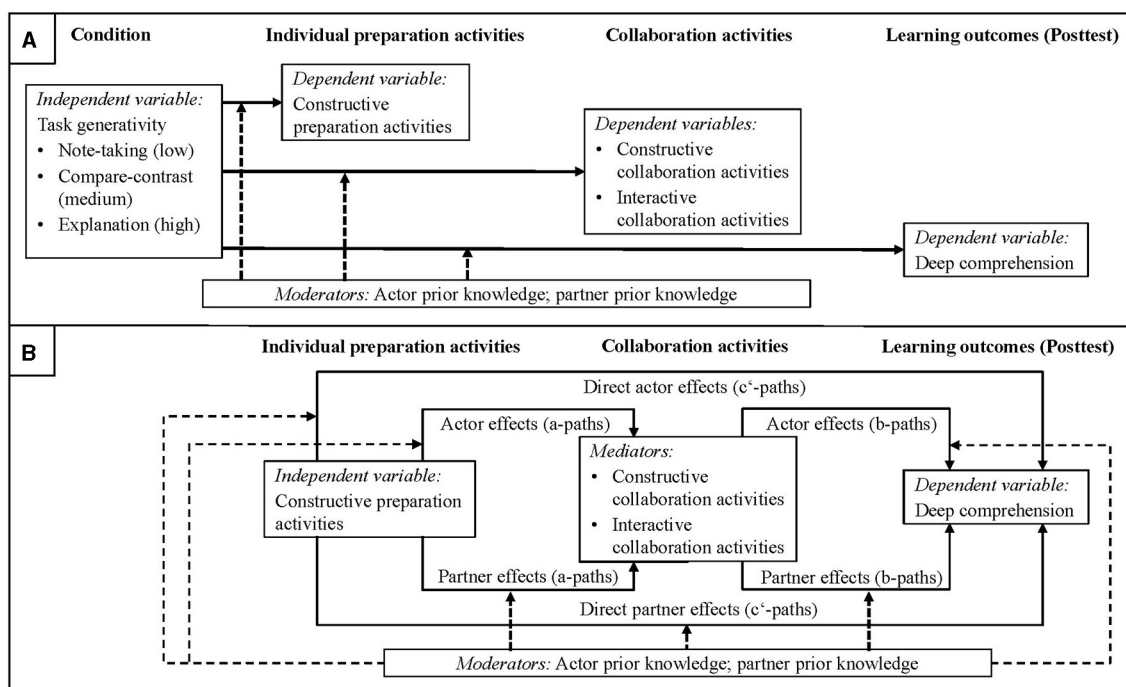 A
Condition
Individual preparation activities
Collaboration activities
Learning outcomes (Posttest)
Independent variable:
Task generativity
• Note-taking (low)
• Compare-contrast
(medium)
• Explanation (high)
Dependent variable:
Constructive
preparation activities
Dependent variables:
• Constructive
collaboration activities
• Interactive
collaboration activities
Dependent variable:
Deep comprehension
Moderators: Actor prior knowledge; partner prior knowledge
B
Individual preparation activities
Collaboration activities
Learning outcomes (Posttest)
Direct actor effects (c‘-paths)
Actor effects (a-paths)
Actor effects (b-paths)
Independent variable:
Constructive preparation
activities
Mediators:
• Constructive
collaboration activities
• Interactive
collaboration activities
Dependent variable:
Deep comprehension
Partner effects (a-paths)
Partner effects (b-paths)
Direct partner effects (c‘-paths)
Moderators: Actor prior knowledge; partner prior knowledge